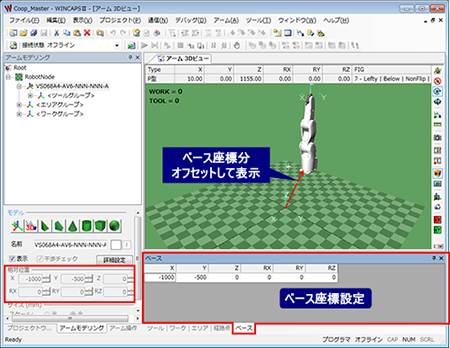 Coop_Master - WINCAPSⅢ - [アーム 3Dビュー]
ファイル(F) 編集(E) 表示(V) プロジェクト(P) 通信(N) デバッグ(D) アーム(A) ベース(T) ツール(T) ウィンドウ(W) ヘルプ(H)
接続状態 オフライン
アームモデリング
Root
RobotNode
VS068A4-AV6-NNN-NNN-A
<ツールグループ>
<エリアグループ>
<ワークグループ>
モデル
名前 VS068A4-AV6-NNN-NNN-A
表示 干渉チェック 詳細設定
相対位置
X -1000 Y -500 Z 0
RX 0 RY 0 RZ 0
サイズ (mm)
プロジェクトウ... アームモデリング アーム操作
アーム 3Dビュー
Type X Y Z RX RY RZ FIG
P型 10.00 0.00 1155.00 0.00 0.00 0.00 7 - Lefty | Below | NonFlip |
WORK = 0
TOOL = 0
X Y
ベース座標分
オフセットして表示
X Y
ベース
X Y Z RX RY RZ
-1000 -500 0 0 0 0
ベース座標設定
ツール ワーク エリア 経路点 ベース
Ready
プログラマ オフライン CAP NUM SCRL